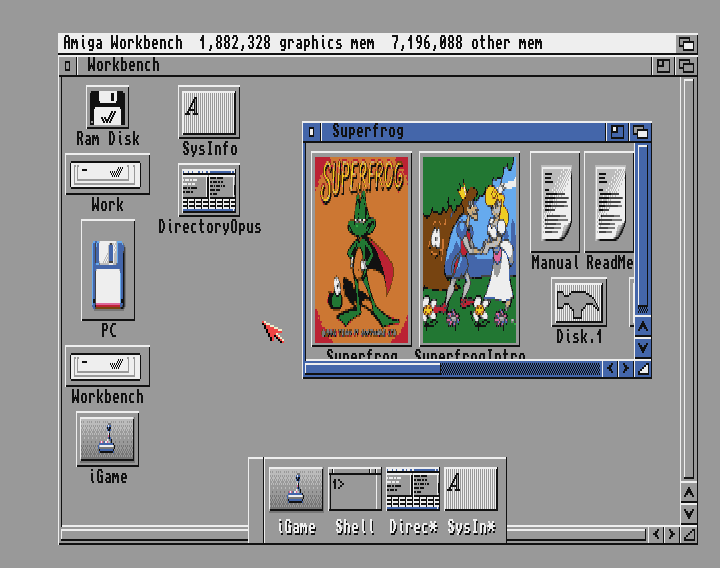 Amiga Workbench 1,882,328 graphics mem 7,196,088 other mem
Workbench
Ram Disk
SysInfo
Work
DirectoryOpus
PC
Workbench
iGame
Superfrog
SUPERFROG
Superfrog
SuperfrogIntro
Manual
ReadMe
Disk.1
1>
iGame
Shell
Direc*
SysIn*